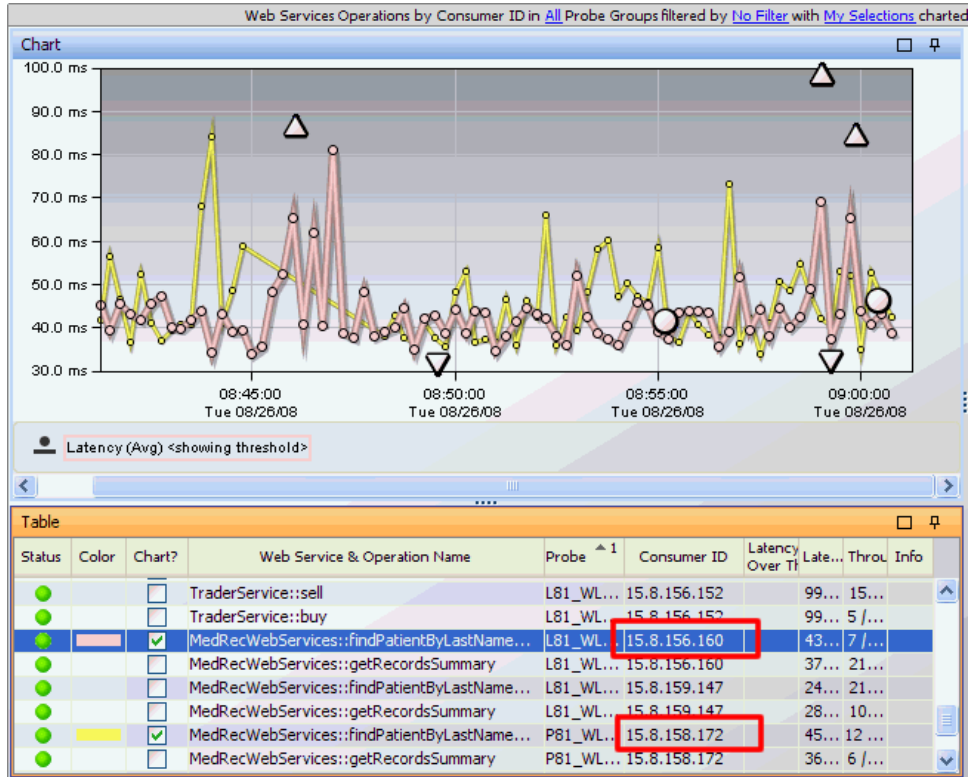 Web Services Operations by Consumer ID in All Probe Groups filtered by No Filter with My Selections charted
Chart
100.0 ms
90.0 ms
80.0 ms
70.0 ms
60.0 ms
50.0 ms
40.0 ms
30.0 ms
08:45:00 08:50:00 08:55:00 09:00:00
Tue 08/26/08 Tue 08/26/08 Tue 08/26/08 Tue 08/26/08
Latency (Avg) <showing threshold>
Table
Status Color Chart? Web Service & Operation Name Probe 1 Consumer ID Latency Over Th Late... Throu Info
TraderService::sell L81_WL... 15.8.156.152 99... 15...
TraderService::buy L81_WL... 15.8.156.152 99... 5 /...
MedRecWebServices::findPatientByLastName... L81_WL... 15.8.156.160 43... 7 /...
MedRecWebServices::getRecordsSummary L81_WL... 15.8.156.160 37... 21...
MedRecWebServices::findPatientByLastName... L81_WL... 15.8.159.147 24... 21...
MedRecWebServices::getRecordsSummary L81_WL... 15.8.159.147 28... 10...
MedRecWebServices::findPatientByLastName... P81_WL... 15.8.158.172 45... 12 ...
MedRecWebServices::getRecordsSummary P81_WL... 15.8.158.172 36... 6 /...